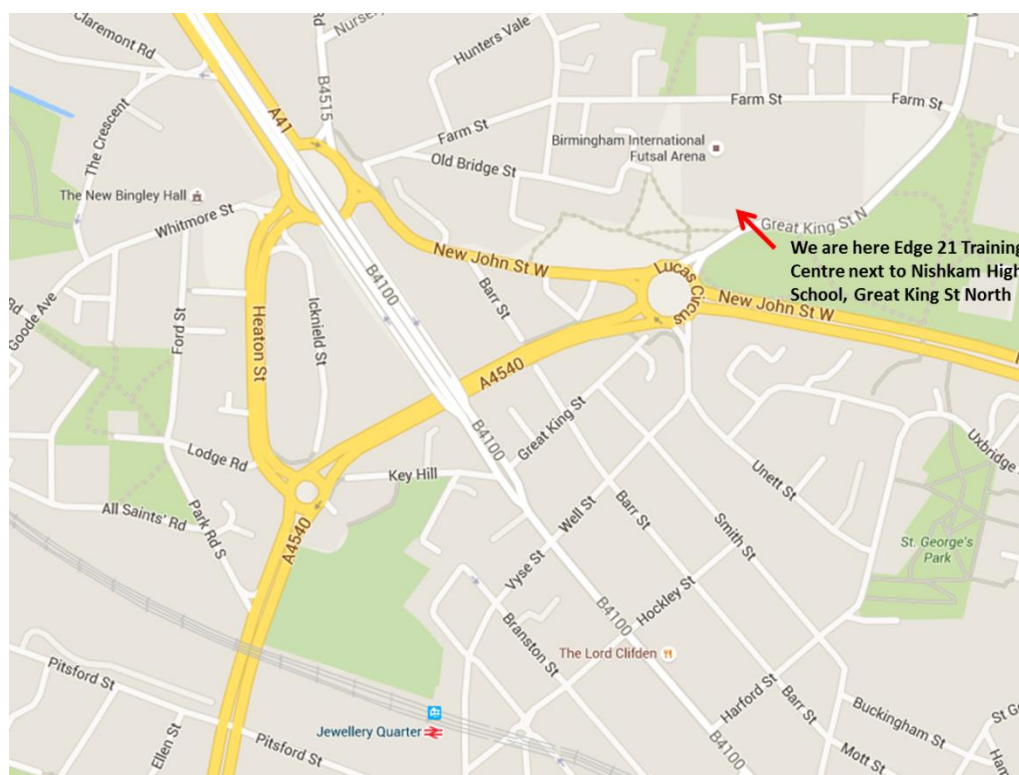 Claremont Rd
Nursery
Rd
B4515
Hunters Vale
A41
The Crescent
Farm St
Farm St
Farm St
Birmingham International
Futsal Arena
Old Bridge St
The New Bingley Hall
Whitmore St
Great King St N
We are here Edge 21 Training
Centre next to Nishkam High
School, Great King St North
New John St W
Lucas Circus
New John St W
B4100
Barr St
Rd
Goode Ave
Ford St
Heaton St
Icknield St
A4540
B4100
Great King St
Lodge Rd
Key Hill
Unett St
Uxbridge
All Saints' Rd
Park Rd S
A4540
Well St
Barr St
Smith St
St. George's
Park
Vyse St
Hockley St
B4100
Branston St
The Lord Clifden
Pitsford St
Harford St
Barr St
Buckingham St
St G
Jewellery Quarter
Ellen St
Pitsford St
B4100
Mott St
Ham